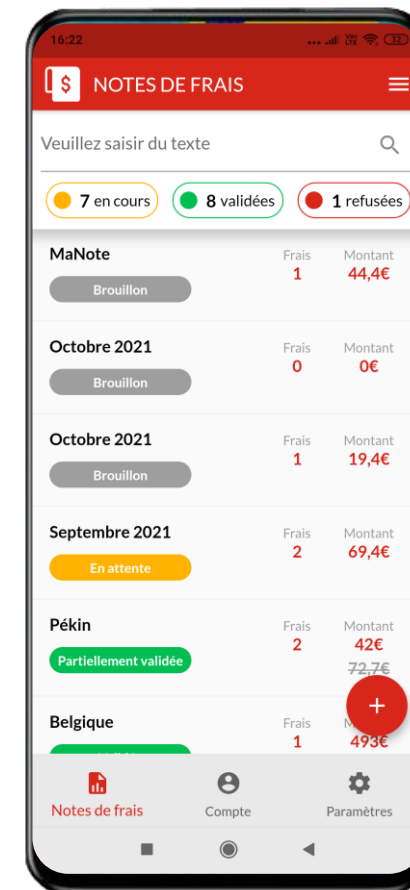 16:22
32
NOTES DE FRAIS
Veuillez saisir du texte
7 en cours 8 validées 1 refusées
MaNote Frais Montant
1 44,4€
Brouillon
Octobre 2021 Frais Montant
0 0€
Brouillon
Octobre 2021 Frais Montant
1 19,4€
Brouillon
Septembre 2021 Frais Montant
2 69,4€
En attente
Pékin Frais Montant
2 42€
Partiellement validée 72,7€
+
Belgique Frais
1 493€
Notes de frais Compte Paramètres